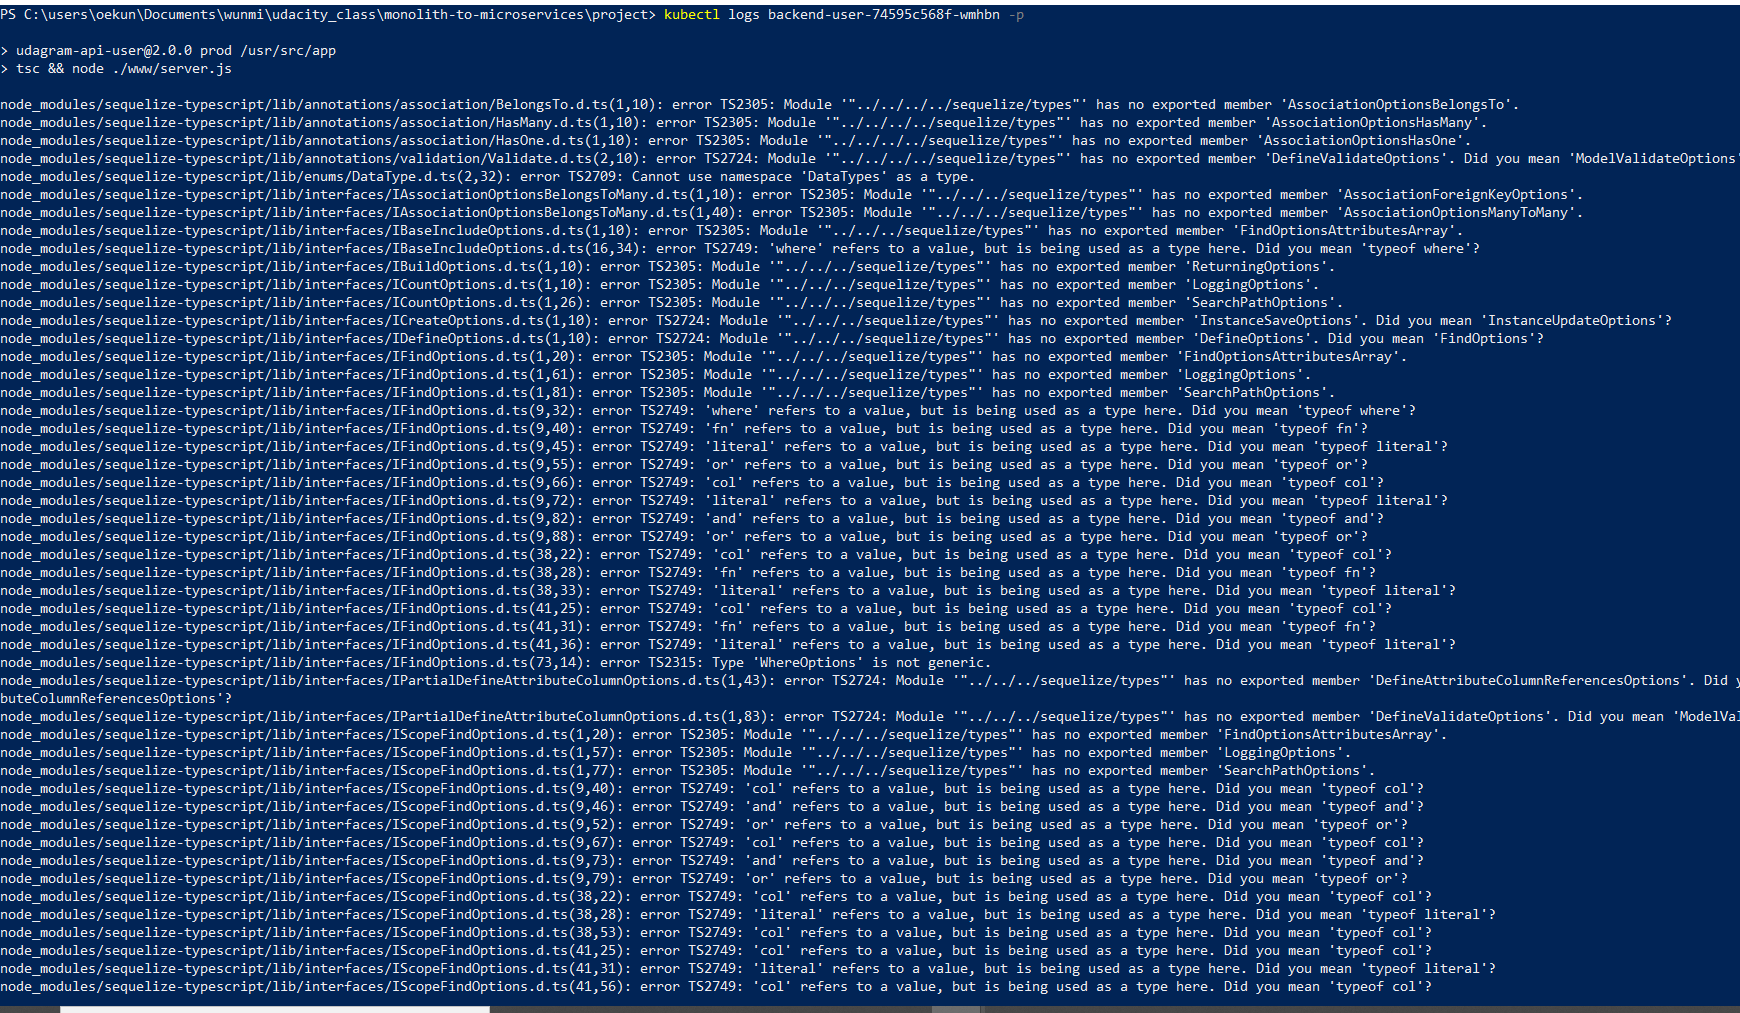 PS C:\users\oekun\Documents\wunmi\udacity_class\monolith-to-microservices\project> kubectl logs backend-user-74595c568f-wmhbn -p
> udagram-api-user@2.0.0 prod /usr/src/app
> tsc && node ./www/server.js
node_modules/sequelize-typescript/lib/annotations/association/BelongsTo.d.ts(1,10): error TS2305: Module '"../../../../sequelize/types"' has no exported member 'AssociationOptionsBelongsTo'.
node_modules/sequelize-typescript/lib/annotations/association/HasMany.d.ts(1,10): error TS2305: Module '"../../../../sequelize/types"' has no exported member 'AssociationOptionsHasMany'.
node_modules/sequelize-typescript/lib/annotations/association/HasOne.d.ts(1,10): error TS2305: Module '"../../../../sequelize/types"' has no exported member 'AssociationOptionsHasOne'.
node_modules/sequelize-typescript/lib/annotations/validation/Validate.d.ts(2,10): error TS2724: Module '"../../../../sequelize/types"' has no exported member 'DefineValidateOptions'. Did you mean 'ModelValidateOptions'
node_modules/sequelize-typescript/lib/enums/DataType.d.ts(2,32): error TS2709: Cannot use namespace 'DataTypes' as a type.
node_modules/sequelize-typescript/lib/interfaces/IAssociationOptionsBelongsToMany.d.ts(1,10): error TS2305: Module '"../../../sequelize/types"' has no exported member 'AssociationForeignKeyOptions'.
node_modules/sequelize-typescript/lib/interfaces/IAssociationOptionsBelongsToMany.d.ts(1,40): error TS2305: Module '"../../../sequelize/types"' has no exported member 'AssociationOptionsManyToMany'.
node_modules/sequelize-typescript/lib/interfaces/IBaseIncludeOptions.d.ts(1,10): error TS2305: Module '"../../../sequelize/types"' has no exported member 'FindOptionsAttributesArray'.
node_modules/sequelize-typescript/lib/interfaces/IBaseIncludeOptions.d.ts(16,34): error TS2749: 'where' refers to a value, but is being used as a type here. Did you mean 'typeof where'?
node_modules/sequelize-typescript/lib/interfaces/IBuildOptions.d.ts(1,10): error TS2305: Module '"../../../sequelize/types"' has no exported member 'ReturningOptions'.
node_modules/sequelize-typescript/lib/interfaces/ICountOptions.d.ts(1,10): error TS2305: Module '"../../../sequelize/types"' has no exported member 'LoggingOptions'.
node_modules/sequelize-typescript/lib/interfaces/ICountOptions.d.ts(1,26): error TS2305: Module '"../../../sequelize/types"' has no exported member 'SearchPathOptions'.
node_modules/sequelize-typescript/lib/interfaces/ICreateOptions.d.ts(1,10): error TS2724: Module '"../../../sequelize/types"' has no exported member 'InstanceSaveOptions'. Did you mean 'InstanceUpdateOptions'?
node_modules/sequelize-typescript/lib/interfaces/IDefineOptions.d.ts(1,10): error TS2724: Module '"../../../sequelize/types"' has no exported member 'DefineOptions'. Did you mean 'FindOptions'?
node_modules/sequelize-typescript/lib/interfaces/IFindOptions.d.ts(1,20): error TS2305: Module '"../../../sequelize/types"' has no exported member 'FindOptionsAttributesArray'.
node_modules/sequelize-typescript/lib/interfaces/IFindOptions.d.ts(1,61): error TS2305: Module '"../../../sequelize/types"' has no exported member 'LoggingOptions'.
node_modules/sequelize-typescript/lib/interfaces/IFindOptions.d.ts(1,81): error TS2305: Module '"../../../sequelize/types"' has no exported member 'SearchPathOptions'.
node_modules/sequelize-typescript/lib/interfaces/IFindOptions.d.ts(9,32): error TS2749: 'where' refers to a value, but is being used as a type here. Did you mean 'typeof where'?
node_modules/sequelize-typescript/lib/interfaces/IFindOptions.d.ts(9,40): error TS2749: 'fn' refers to a value, but is being used as a type here. Did you mean 'typeof fn'?
node_modules/sequelize-typescript/lib/interfaces/IFindOptions.d.ts(9,45): error TS2749: 'literal' refers to a value, but is being used as a type here. Did you mean 'typeof literal'?
node_modules/sequelize-typescript/lib/interfaces/IFindOptions.d.ts(9,55): error TS2749: 'or' refers to a value, but is being used as a type here. Did you mean 'typeof or'?
node_modules/sequelize-typescript/lib/interfaces/IFindOptions.d.ts(9,66): error TS2749: 'col' refers to a value, but is being used as a type here. Did you mean 'typeof col'?
node_modules/sequelize-typescript/lib/interfaces/IFindOptions.d.ts(9,72): error TS2749: 'literal' refers to a value, but is being used as a type here. Did you mean 'typeof literal'?
node_modules/sequelize-typescript/lib/interfaces/IFindOptions.d.ts(9,82): error TS2749: 'and' refers to a value, but is being used as a type here. Did you mean 'typeof and'?
node_modules/sequelize-typescript/lib/interfaces/IFindOptions.d.ts(9,88): error TS2749: 'or' refers to a value, but is being used as a type here. Did you mean 'typeof or'?
node_modules/sequelize-typescript/lib/interfaces/IFindOptions.d.ts(38,22): error TS2749: 'col' refers to a value, but is being used as a type here. Did you mean 'typeof col'?
node_modules/sequelize-typescript/lib/interfaces/IFindOptions.d.ts(38,28): error TS2749: 'fn' refers to a value, but is being used as a type here. Did you mean 'typeof fn'?
node_modules/sequelize-typescript/lib/interfaces/IFindOptions.d.ts(38,33): error TS2749: 'literal' refers to a value, but is being used as a type here. Did you mean 'typeof literal'?
node_modules/sequelize-typescript/lib/interfaces/IFindOptions.d.ts(41,25): error TS2749: 'col' refers to a value, but is being used as a type here. Did you mean 'typeof col'?
node_modules/sequelize-typescript/lib/interfaces/IFindOptions.d.ts(41,31): error TS2749: 'fn' refers to a value, but is being used as a type here. Did you mean 'typeof fn'?
node_modules/sequelize-typescript/lib/interfaces/IFindOptions.d.ts(41,36): error TS2749: 'literal' refers to a value, but is being used as a type here. Did you mean 'typeof literal'?
node_modules/sequelize-typescript/lib/interfaces/IFindOptions.d.ts(73,14): error TS2315: Type 'WhereOptions' is not generic.
node_modules/sequelize-typescript/lib/interfaces/IPartialDefineAttributeColumnOptions.d.ts(1,43): error TS2724: Module '"../../../sequelize/types"' has no exported member 'DefineAttributeColumnReferencesOptions'. Did y
buteColumnReferencesOptions'?
node_modules/sequelize-typescript/lib/interfaces/IPartialDefineAttributeColumnOptions.d.ts(1,83): error TS2724: Module '"../../../sequelize/types"' has no exported member 'DefineValidateOptions'. Did you mean 'ModelVal
node_modules/sequelize-typescript/lib/interfaces/IScopeFindOptions.d.ts(1,20): error TS2305: Module '"../../../sequelize/types"' has no exported member 'FindOptionsAttributesArray'.
node_modules/sequelize-typescript/lib/interfaces/IScopeFindOptions.d.ts(1,57): error TS2305: Module '"../../../sequelize/types"' has no exported member 'LoggingOptions'.
node_modules/sequelize-typescript/lib/interfaces/IScopeFindOptions.d.ts(1,77): error TS2305: Module '"../../../sequelize/types"' has no exported member 'SearchPathOptions'.
node_modules/sequelize-typescript/lib/interfaces/IScopeFindOptions.d.ts(9,40): error TS2749: 'col' refers to a value, but is being used as a type here. Did you mean 'typeof col'?
node_modules/sequelize-typescript/lib/interfaces/IScopeFindOptions.d.ts(9,46): error TS2749: 'and' refers to a value, but is being used as a type here. Did you mean 'typeof and'?
node_modules/sequelize-typescript/lib/interfaces/IScopeFindOptions.d.ts(9,52): error TS2749: 'or' refers to a value, but is being used as a type here. Did you mean 'typeof or'?
node_modules/sequelize-typescript/lib/interfaces/IScopeFindOptions.d.ts(9,67): error TS2749: 'col' refers to a value, but is being used as a type here. Did you mean 'typeof col'?
node_modules/sequelize-typescript/lib/interfaces/IScopeFindOptions.d.ts(9,73): error TS2749: 'and' refers to a value, but is being used as a type here. Did you mean 'typeof and'?
node_modules/sequelize-typescript/lib/interfaces/IScopeFindOptions.d.ts(9,79): error TS2749: 'or' refers to a value, but is being used as a type here. Did you mean 'typeof or'?
node_modules/sequelize-typescript/lib/interfaces/IScopeFindOptions.d.ts(38,22): error TS2749: 'col' refers to a value, but is being used as a type here. Did you mean 'typeof col'?
node_modules/sequelize-typescript/lib/interfaces/IScopeFindOptions.d.ts(38,28): error TS2749: 'literal' refers to a value, but is being used as a type here. Did you mean 'typeof literal'?
node_modules/sequelize-typescript/lib/interfaces/IScopeFindOptions.d.ts(38,53): error TS2749: 'col' refers to a value, but is being used as a type here. Did you mean 'typeof col'?
node_modules/sequelize-typescript/lib/interfaces/IScopeFindOptions.d.ts(41,25): error TS2749: 'col' refers to a value, but is being used as a type here. Did you mean 'typeof col'?
node_modules/sequelize-typescript/lib/interfaces/IScopeFindOptions.d.ts(41,31): error TS2749: 'literal' refers to a value, but is being used as a type here. Did you mean 'typeof literal'?
node_modules/sequelize-typescript/lib/interfaces/IScopeFindOptions.d.ts(41,56): error TS2749: 'col' refers to a value, but is being used as a type here. Did you mean 'typeof col'?